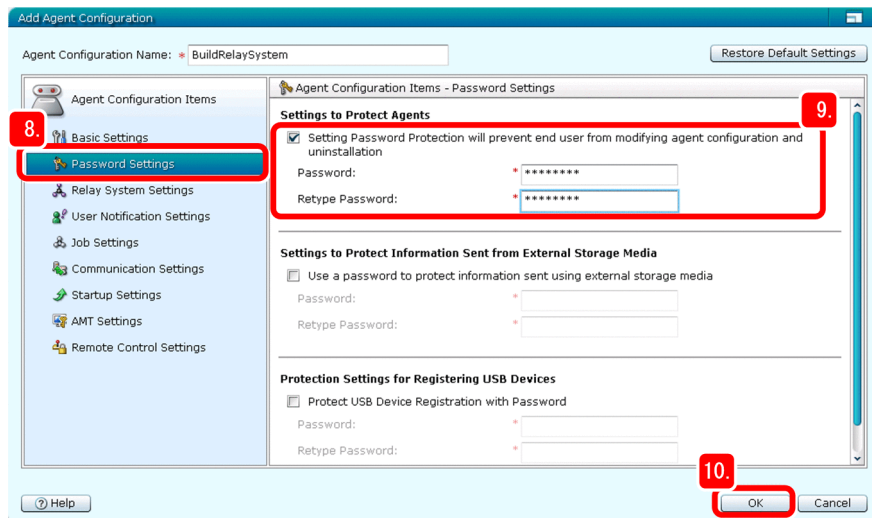 Add Agent Configuration
Agent Configuration Name: * BuildRelaySystem
Restore Default Settings
Agent Configuration Items
8.
Basic Settings
Password Settings
Relay System Settings
User Notification Settings
Job Settings
Communication Settings
Startup Settings
AMT Settings
Remote Control Settings
Agent Configuration Items - Password Settings
9.
Settings to Protect Agents
Setting Password Protection will prevent end user from modifying agent configuration and
uninstallation
Password: * ********
Retype Password: * ********
Settings to Protect Information Sent from External Storage Media
Use a password to protect information sent using external storage media
Password: *
Retype Password: *
Protection Settings for Registering USB Devices
Protect USB Device Registration with Password
Password: *
Retype Password: *
10.
? Help
OK
Cancel